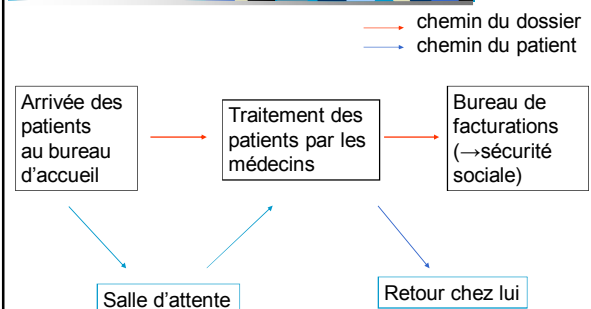 chemin du dossier
chemin du patient
Arrivée des
patients
au bureau
d'accueil
Traitement des
patients par les
médecins
Bureau de
facturations
(→sécurité
sociale)
Salle d'attente
Retour chez lui